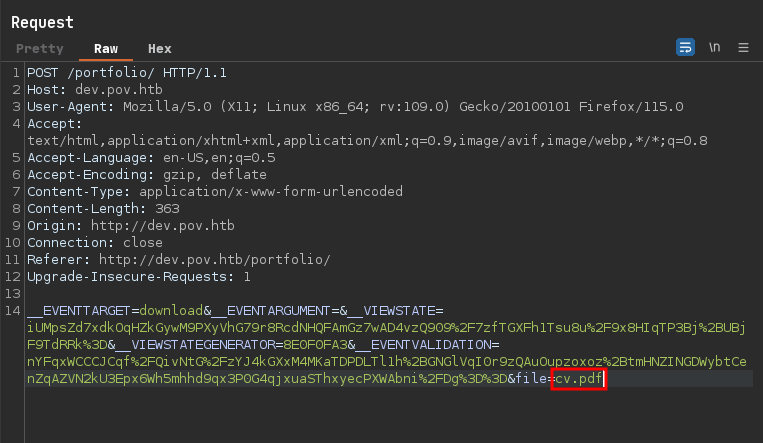 Request
Pretty Raw Hex
\n
1 POST /portfolio/ HTTP/1.1
2 Host: dev.pov.htb
3 User-Agent: Mozilla/5.0 (X11; Linux x86_64; rv:109.0) Gecko/20100101 Firefox/115.0
4 Accept:
text/html,application/xhtml+xml,application/xml;q=0.9,image/avif,image/webp,*/*;q=0.8
5 Accept-Language: en-US,en;q=0.5
6 Accept-Encoding: gzip, deflate
7 Content-Type: application/x-www-form-urlencoded
8 Content-Length: 363
9 Origin: http://dev.pov.htb
10 Connection: close
11 Referer: http://dev.pov.htb/portfolio/
12 Upgrade-Insecure-Requests: 1
13
14 __EVENTTARGET=download&__EVENTARGUMENT=&__VIEWSTATE=
iUMpsZd7xdkOqHZkGywM9PXyVhG79r8RcdNHQFAmGz7wAD4vzQ9O9%2F7zfTGXFh1Tsu8u%2F9x8HIqTP3Bj%2BUBj
F9TdRRk%3D&__VIEWSTATEGENERATOR=8E0F0FA3&__EVENTVALIDATION=
nYFqxWCCCJCqf%2FQivNtG%2FzYJ4kGXxM4MKaTDPDLTl1h%2BGNGlVqIOr9zQAuOupzoxoz%2BtmHNZINGDWybtCe
nZqAZVN2kU3Epx6Wh5mhhd9qx3P0G4qjxuaSThxyecPXWAbni%2FDg%3D%3D&file=cv.pdf